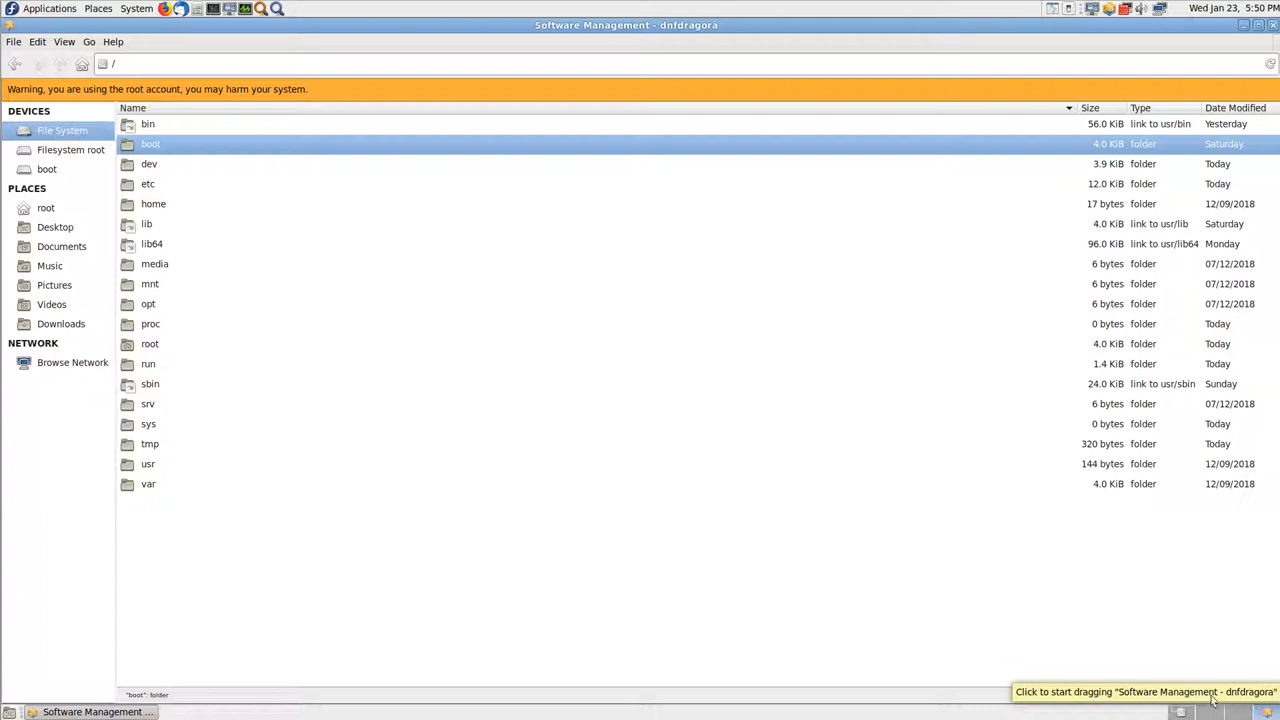 Applications Places System Wed Jan 23, 5:50 PM
Software Management - dnfdragora
File Edit View Go Help
/
Warning, you are using the root account, you may harm your system.
DEVICES
File System
Filesystem root
boot
PLACES
root
Desktop
Documents
Music
Pictures
Videos
Downloads
NETWORK
Browse Network
Name Size Type Date Modified
bin 56.0 KiB link to usr/bin Yesterday
boot 4.0 KiB folder Saturday
dev 3.9 KiB folder Today
etc 12.0 KiB folder Today
home 17 bytes folder 12/09/2018
lib 4.0 KiB link to usr/lib Saturday
lib64 96.0 KiB link to usr/lib64 Monday
media 6 bytes folder 07/12/2018
mnt 6 bytes folder 07/12/2018
opt 6 bytes folder 07/12/2018
proc 0 bytes folder Today
root 4.0 KiB folder Today
run 1.4 KiB folder Today
sbin 24.0 KiB link to usr/sbin Sunday
srv 6 bytes folder 07/12/2018
sys 0 bytes folder Today
tmp 320 bytes folder Today
usr 144 bytes folder 12/09/2018
var 4.0 KiB folder 12/09/2018
"boot": folder
Click to start dragging "Software Management - dnfdragora"
Software Management ...